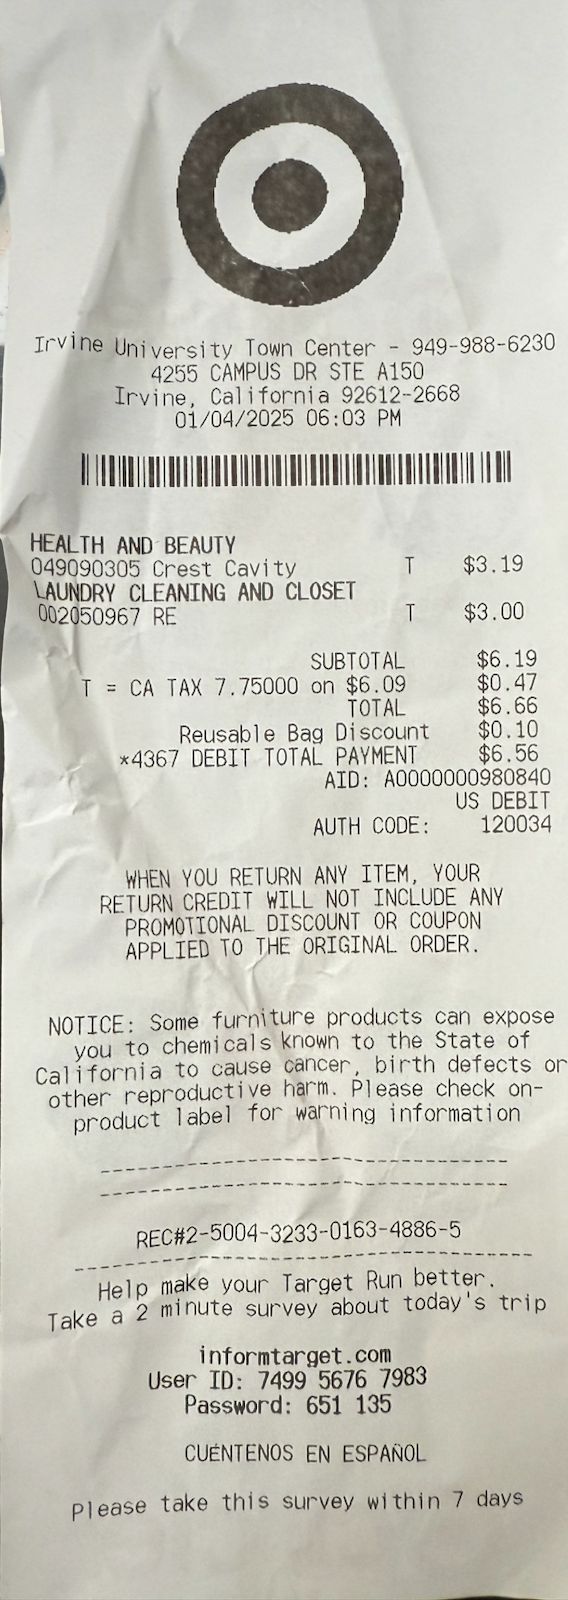 Irvine University Town Center - 949-988-6230
4255 CAMPUS DR STE A150
Irvine, California 92612-2668
01/04/2025 06:03 PM
HEALTH AND BEAUTY
049090305 Crest Cavity T $3.19
LAUNDRY CLEANING AND CLOSET
002050967 RE T $3.00
SUBTOTAL $6.19
T = CA TAX 7.75000 on $6.09 $0.47
TOTAL $6.66
Reusable Bag Discount $0.10
*4367 DEBIT TOTAL PAYMENT $6.56
AID: A0000000980840
US DEBIT
AUTH CODE: 120034
WHEN YOU RETURN ANY ITEM, YOUR
RETURN CREDIT WILL NOT INCLUDE ANY
PROMOTIONAL DISCOUNT OR COUPON
APPLIED TO THE ORIGINAL ORDER.
NOTICE: Some furniture products can expose
you to chemicals known to the State of
California to cause cancer, birth defects or
other reproductive harm. Please check on-
product label for warning information
REC#2-5004-3233-0163-4886-5
Help make your Target Run better.
Take a 2 minute survey about today's trip
informtarget.com
User ID: 7499 5676 7983
Password: 651 135
CUÉNTENOS EN ESPAÑOL
Please take this survey within 7 days